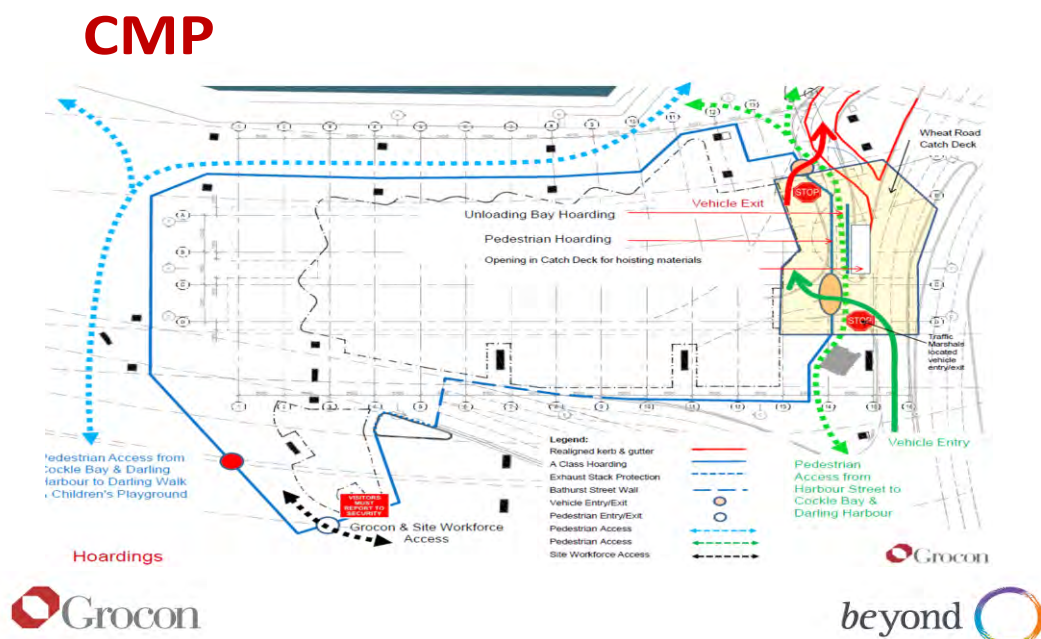 CMP
Wheat Road
Catch Deck
STOP
Vehicle Exit
Unloading Bay Hoarding
Pedestrian Hoarding
Opening in Catch Deck for hoisting materials
STOP
Traffic
Marshals
located
vehicle
entry/exit
Vehicle Entry
Pedestrian Access from
Cockle Bay & Darling
Harbour to Darling Walk
& Children's Playground
VISITORS
MUST
REPORT TO
SECURITY
Grocon & Site Workforce
Access
Legend:
Realigned kerb & gutter
A Class Hoarding
Exhaust Stack Protection
Bathurst Street Wall
Vehicle Entry/Exit
Pedestrian Entry/Exit
Pedestrian Access
Pedestrian Access
Site Workforce Access
Pedestrian
Access from
Harbour Street to
Cockle Bay &
Darling Harbour
Hoardings
Grocon
Grocon
beyond